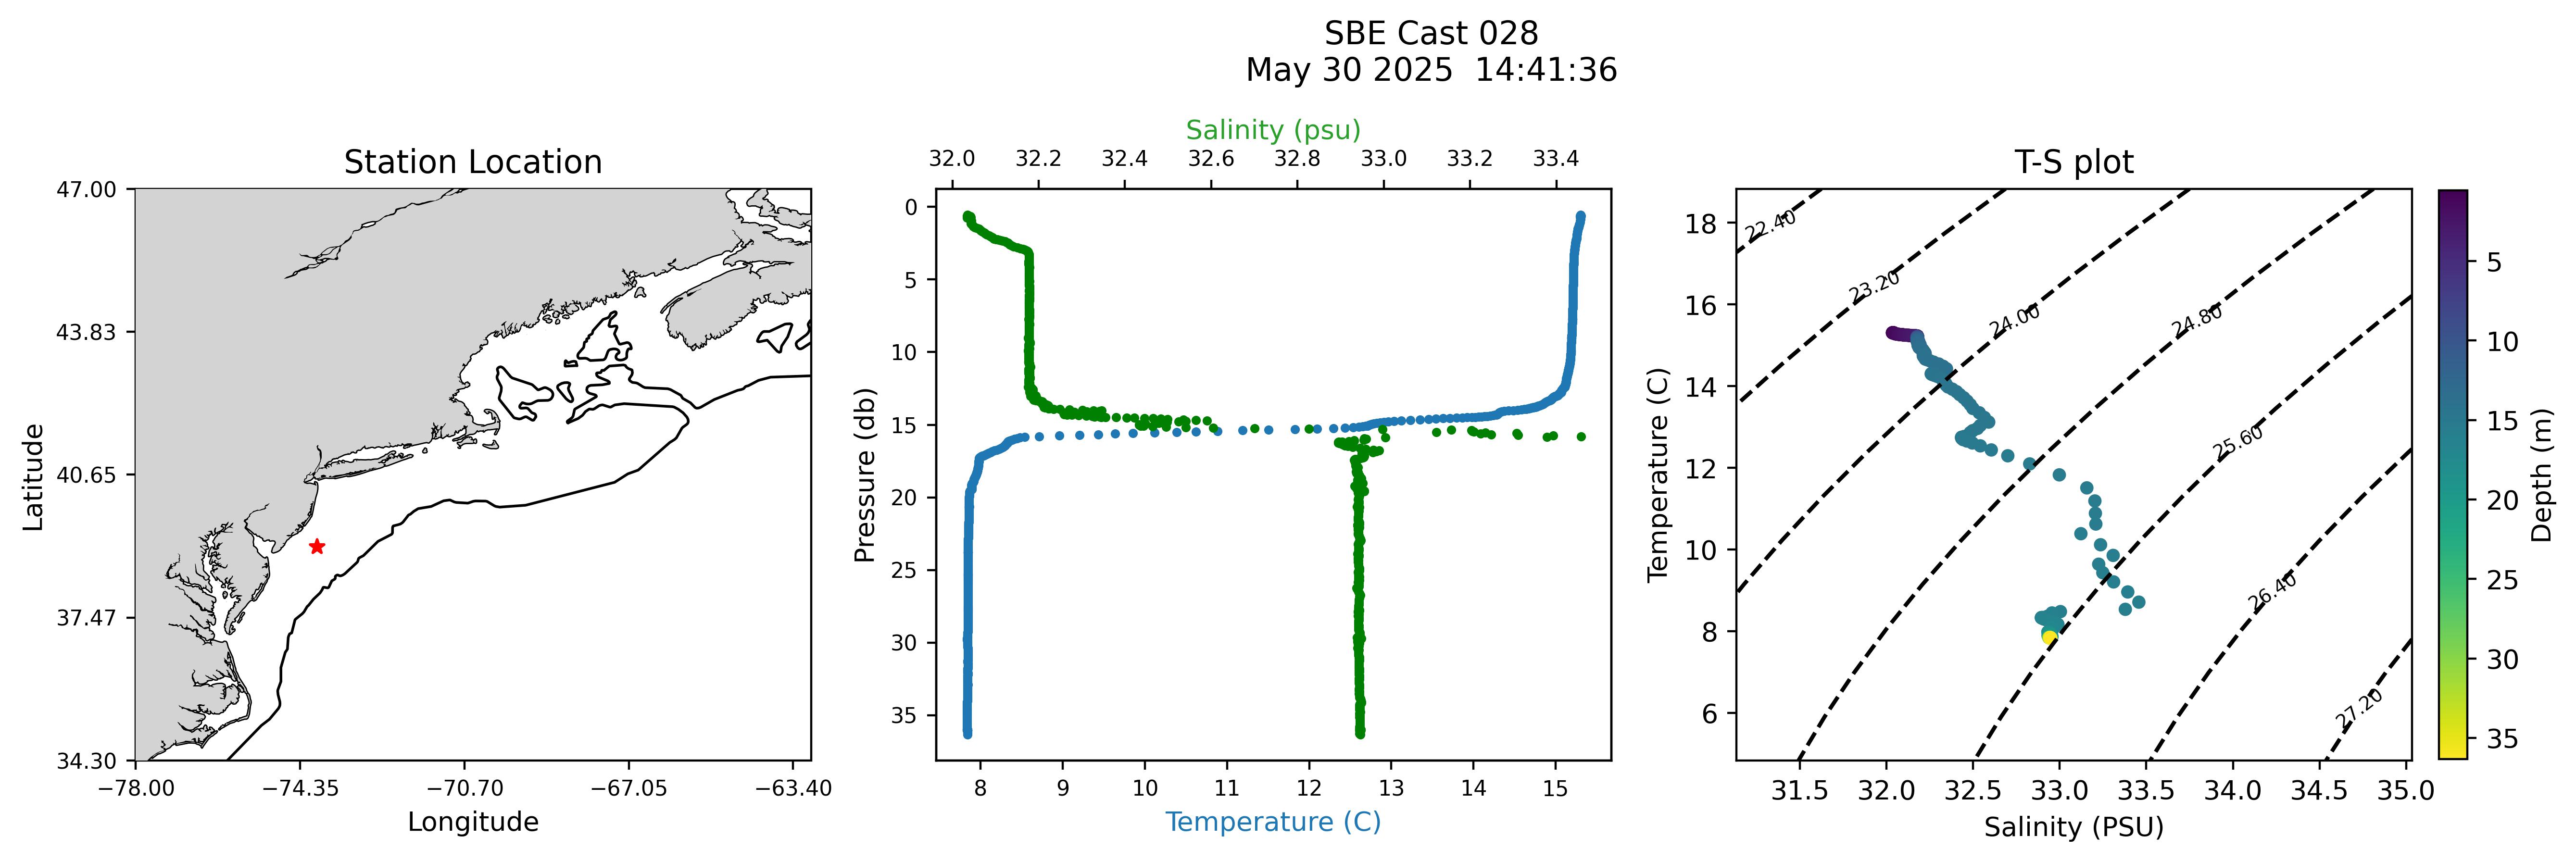 SBE Cast 028
May 30 2025  14:41:36
Station Location
47.00
43.83
40.65
37.47
34.30
−78.00 −74.35 −70.70 −67.05 −63.40
Latitude
Longitude
Salinity (psu)
32.0 32.2 32.4 32.6 32.8 33.0 33.2 33.4
0
5
10
15
20
25
30
35
Pressure (db)
8 9 10 11 12 13 14 15
Temperature (C)
T-S plot
18
16
14
12
10
8
6
Temperature (C)
22.40
23.20
24.00
24.80
25.60
26.40
27.20
31.5 32.0 32.5 33.0 33.5 34.0 34.5 35.0
Salinity (PSU)
5
10
15
20
25
30
35
Depth (m)